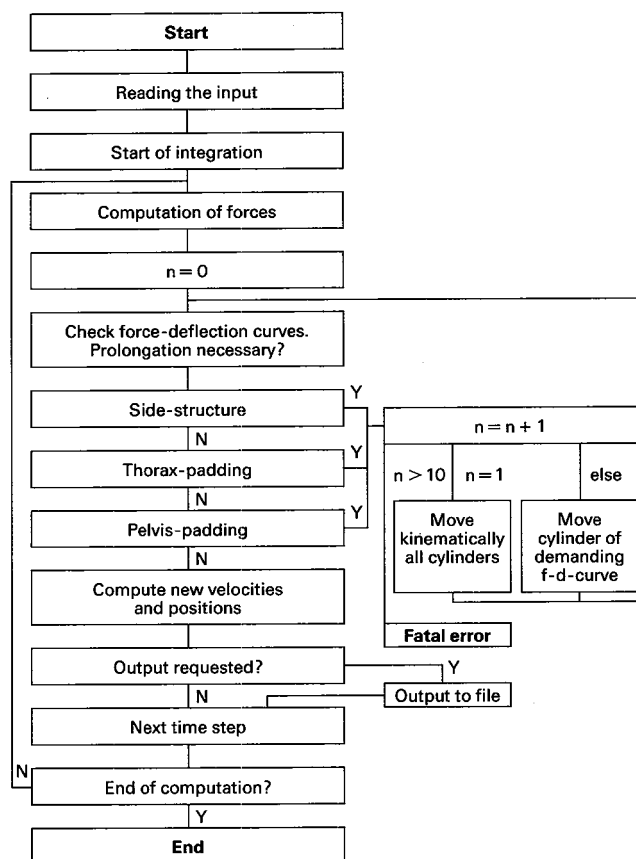 Start
Reading the input
Start of integration
Computation of forces
n = 0
Check force-deflection curves.
Prolongation necessary?
Y
Side-structure
n = n + 1
N
Y
Thorax-padding
n > 10
n = 1
else
N
Y
Pelvis-padding
Move
kinematically
all cylinders
Move
cylinder of
demanding
f-d-curve
N
Compute new velocities
and positions
Fatal error
Output requested?
Y
N
Output to file
Next time step
N
End of computation?
Y
End